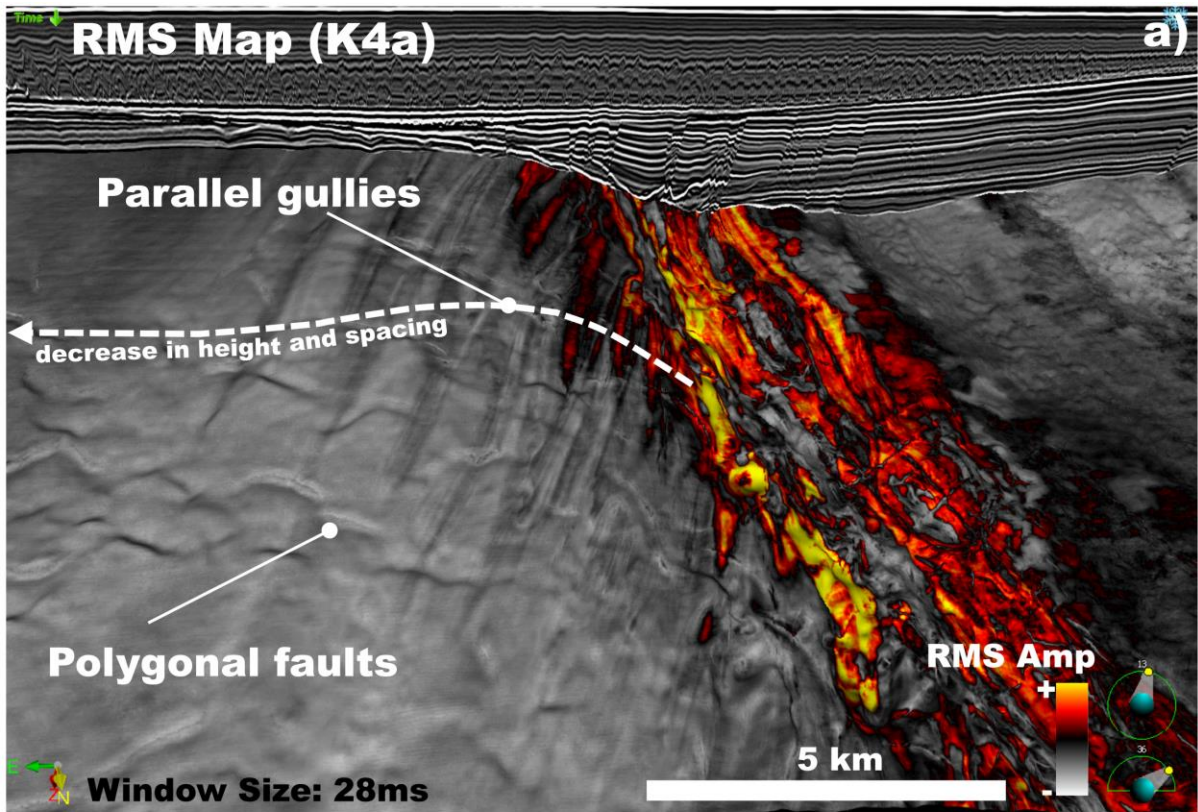 Time
RMS Map (K4a)
a)
Parallel gullies
decrease in height and spacing
Polygonal faults
RMS Amp
+
-
13
36
5 km
E
Z N
Window Size: 28ms